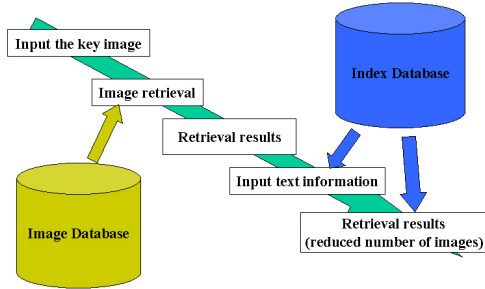 Input the key image
Image retrieval
Index Database
Retrieval results
Input text information
Image Database
Retrieval results
(reduced number of images)